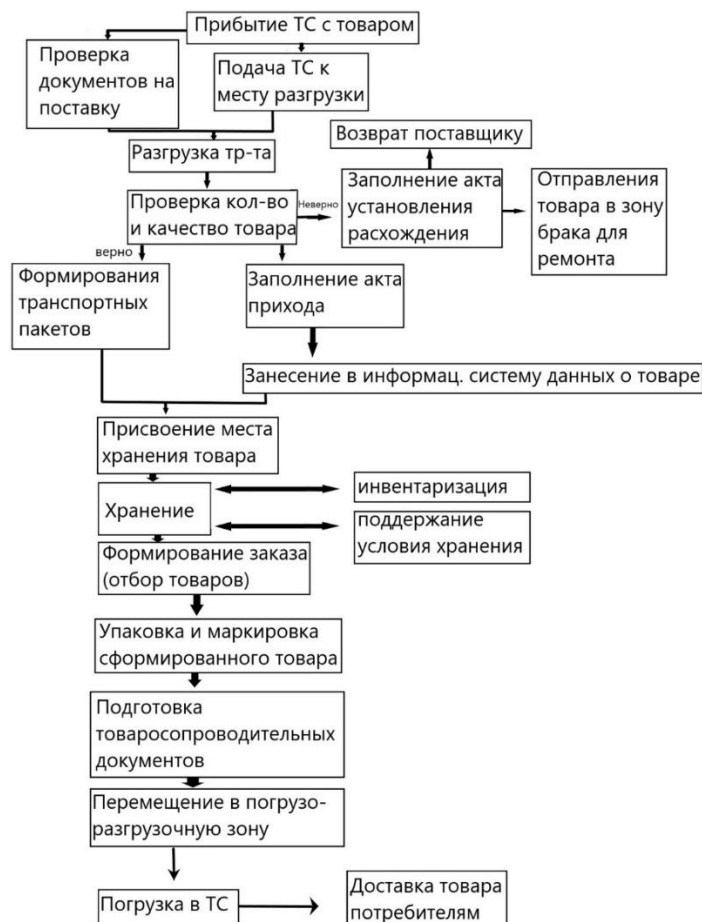 Прибытие ТС с товаром
Проверка
документов на
поставку
Подача ТС к
месту разгрузки
Разгрузка тр-та
Возврат поставщику
Проверка кол-во
и качество товара
Неверно
Заполнение акта
установления
расхождения
Отправления
товара в зону
брака для
ремонта
верно
Формирования
транспортных
пакетов
Заполнение акта
прихода
Занесение в информац. систему данных о товаре
Присвоение места
хранения товара
Хранение
инвентаризация
поддержание
условия хранения
Формирование заказа
(отбор товаров)
Упаковка и маркировка
сформированного товара
Подготовка
товаросопроводительных
документов
Перемещение в погрузо-
разгрузочную зону
Погрузка в ТС
Доставка товара
потребителям